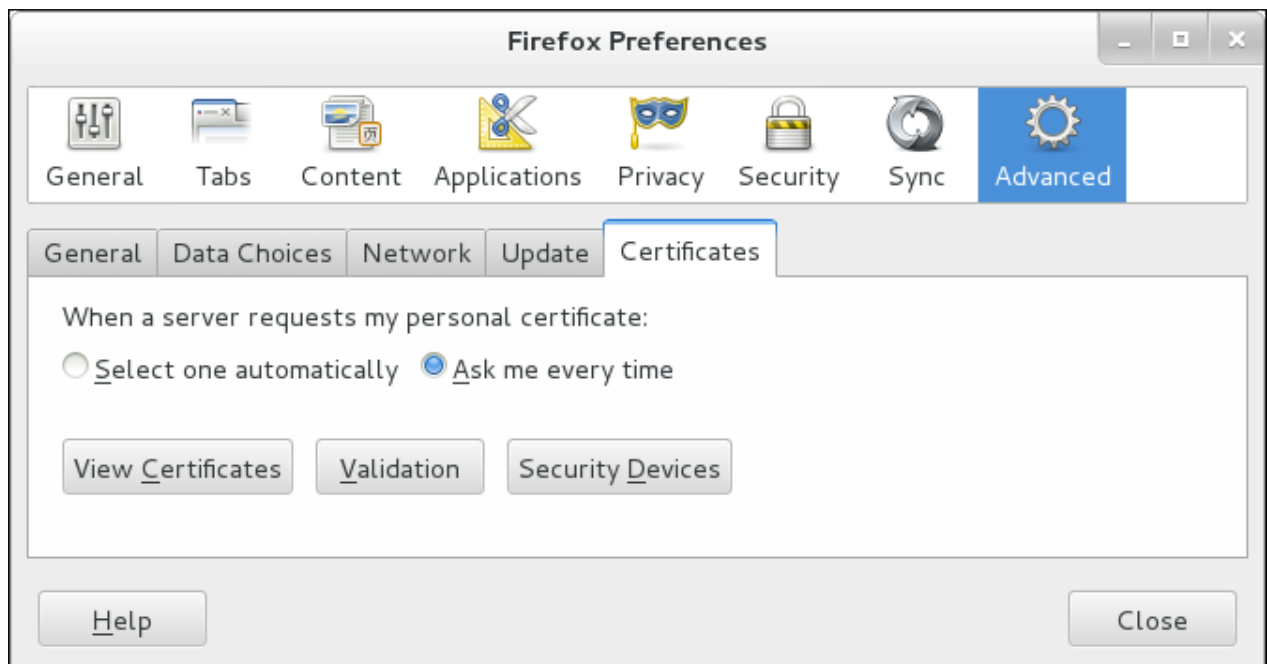 Firefox Preferences
页
General Tabs Content Applications Privacy Security Sync Advanced
General Data Choices Network Update Certificates
When a server requests my personal certificate:
Select one automatically Ask me every time
View Certificates Validation Security Devices
Help Close